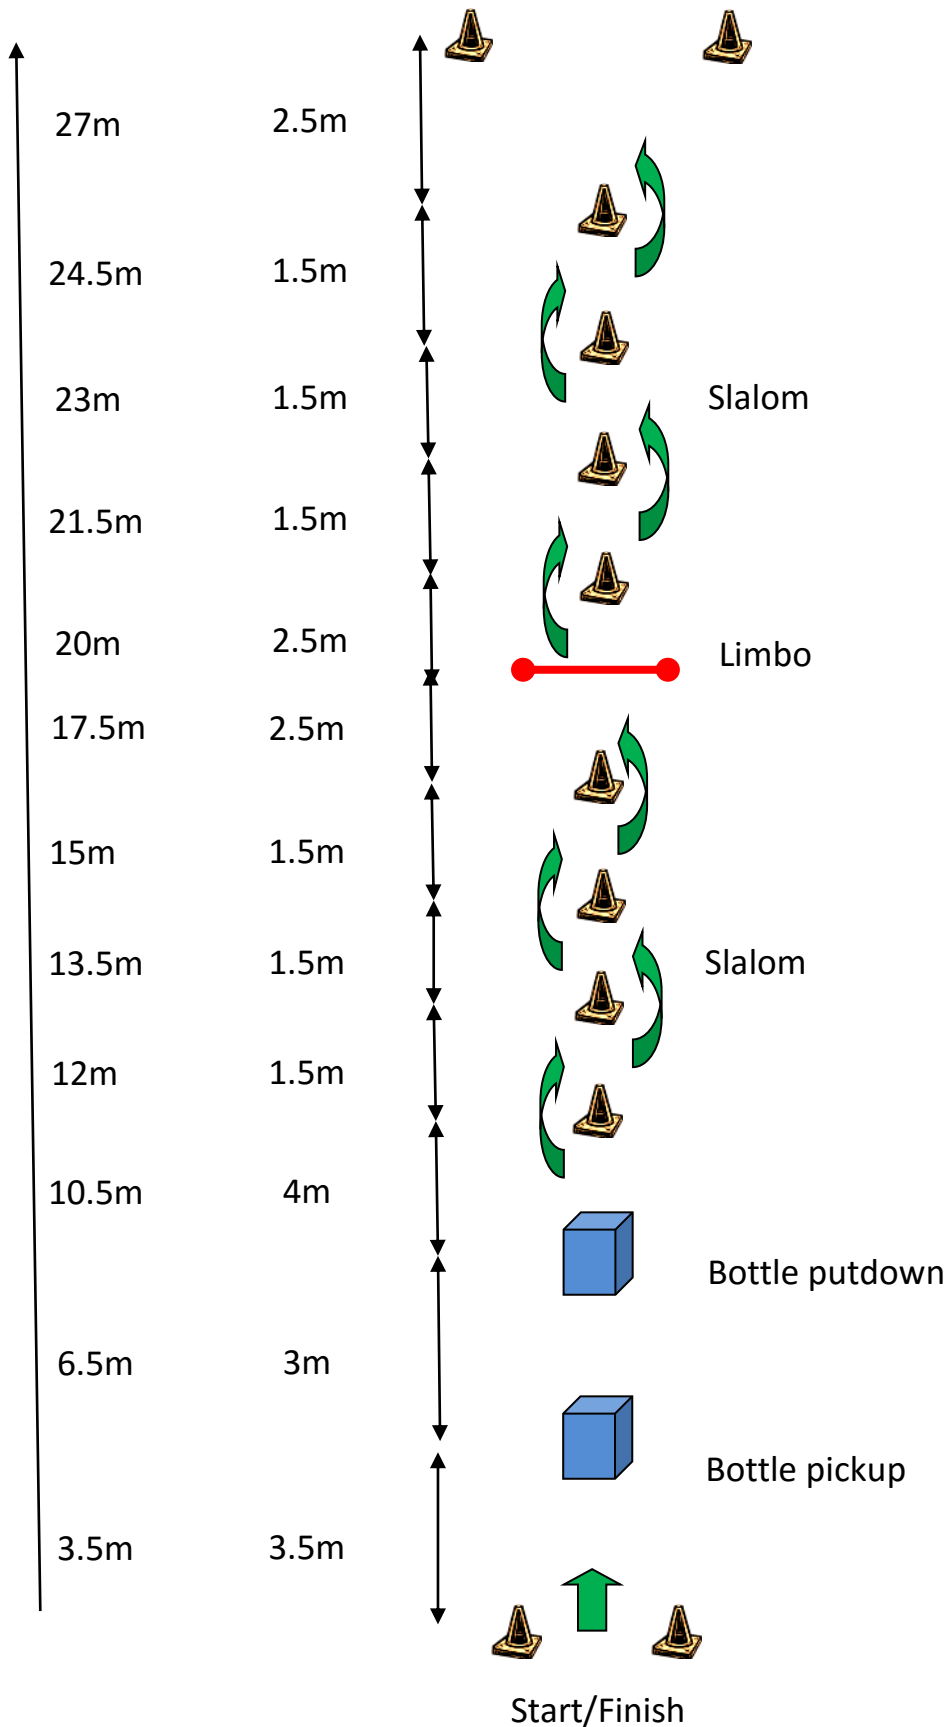 27m 2.5m
24.5m 1.5m
23m 1.5m Slalom
21.5m 1.5m
20m 2.5m Limbo
17.5m 2.5m
15m 1.5m
13.5m 1.5m Slalom
12m 1.5m
10.5m 4m
Bottle putdown
6.5m 3m
Bottle pickup
3.5m 3.5m
Start/Finish